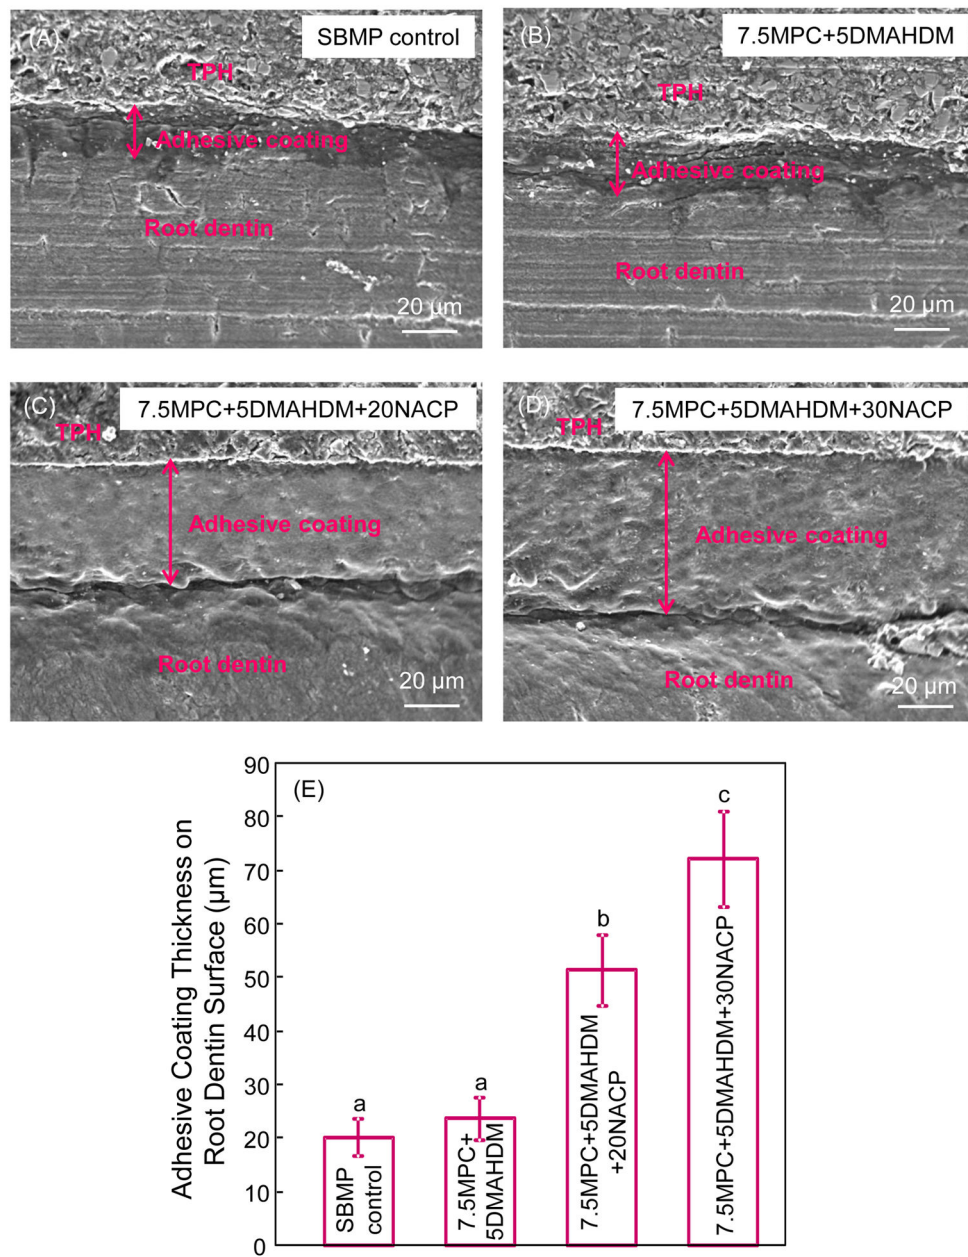 (A)
SBMP control
TPH
Adhesive coating
Root dentin
20 µm
(B)
7.5MPC+5DMAHDM
TPH
Adhesive coating
Root dentin
20 µm
(C)
7.5MPC+5DMAHDM+20NACP
TPH
Adhesive coating
Root dentin
20 µm
(D)
7.5MPC+5DMAHDM+30NACP
TPH
Adhesive coating
Root dentin
20 µm
(E)
Adhesive Coating Thickness on
Root Dentin Surface (µm)
90
80
70
60
50
40
30
20
10
0
a
SBMP
control
a
7.5MPC+
5DMAHDM
b
7.5MPC+5DMAHDM
+20NACP
c
7.5MPC+5DMAHDM+30NACP